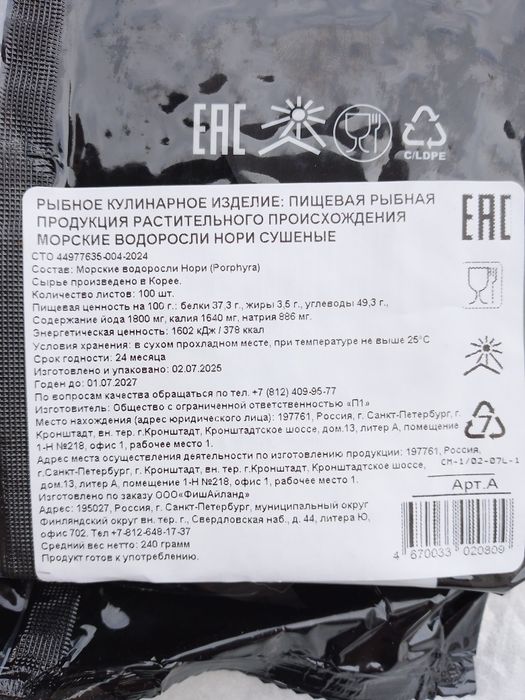 EAC
C/LDPE
РЫБНОЕ КУЛИНАРНОЕ ИЗДЕЛИЕ: ПИЩЕВАЯ РЫБНАЯ
ПРОДУКЦИЯ РАСТИТЕЛЬНОГО ПРОИСХОЖДЕНИЯ
МОРСКИЕ ВОДОРОСЛИ НОРИ СУШЕНЫЕ
EAC
СТО 44977635-004-2024
Состав: Морские водоросли Нори (Porphyra)
Сырье произведено в Корее.
Количество листов: 100 шт.
Пищевая ценность на 100 г.: белки 37,3 г., жиры 3,5 г., углеводы 49,3 г.,
Содержание йода 1800 мг, калия 1640 мг, натрия 886 мг.
Энергетическая ценность: 1602 кДж / 378 ккал
Условия хранения: в сухом прохладном месте, при температуре не выше 25°С
Срок годности: 24 месяца
Изготовлено и упаковано: 02.07.2025
Годен до: 01.07.2027
По вопросам качества обращаться по тел. +7 (812) 409-95-77
Изготовитель: Общество с ограниченной ответственностью «П1»
Место нахождения (адрес юридического лица): 197761, Россия, г. Санкт-Петербург, г.
Кронштадт, вн. тер. г.Кронштадт, Кронштадтское шоссе, дом.13, литер А, помещение
1-Н №218, офис 1, рабочее место 1.
7
Адрес места осуществления деятельности по изготовлению продукции: 197761, Россия,
г.Санкт-Петербург, г. Кронштадт, вн. тер. г.Кронштадт, Кронштадтское шоссе,
CM-1/02-07L-1
дом.13, литер А, помещение 1-Н №218, офис 1, рабочее место 1.
Изготовлено по заказу ООО«ФишАйланд»
Адрес: 195027, Россия, г. Санкт-Петербург, муниципальный округ
Финляндский округ вн. тер. г., Свердловская наб., д. 44, литера Ю,
офис 702. Тел +7-812-648-17-37
Средний вес нетто: 240 грамм
Продукт готов к употреблению.
Арт.А
4 670033 020809